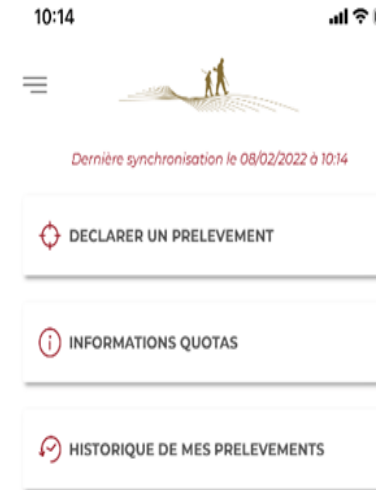 10:14
Dernière synchronisation le 08/02/2022 à 10:14
DECLARER UN PRELEVEMENT
INFORMATIONS QUOTAS
HISTORIQUE DE MES PRELEVEMENTS